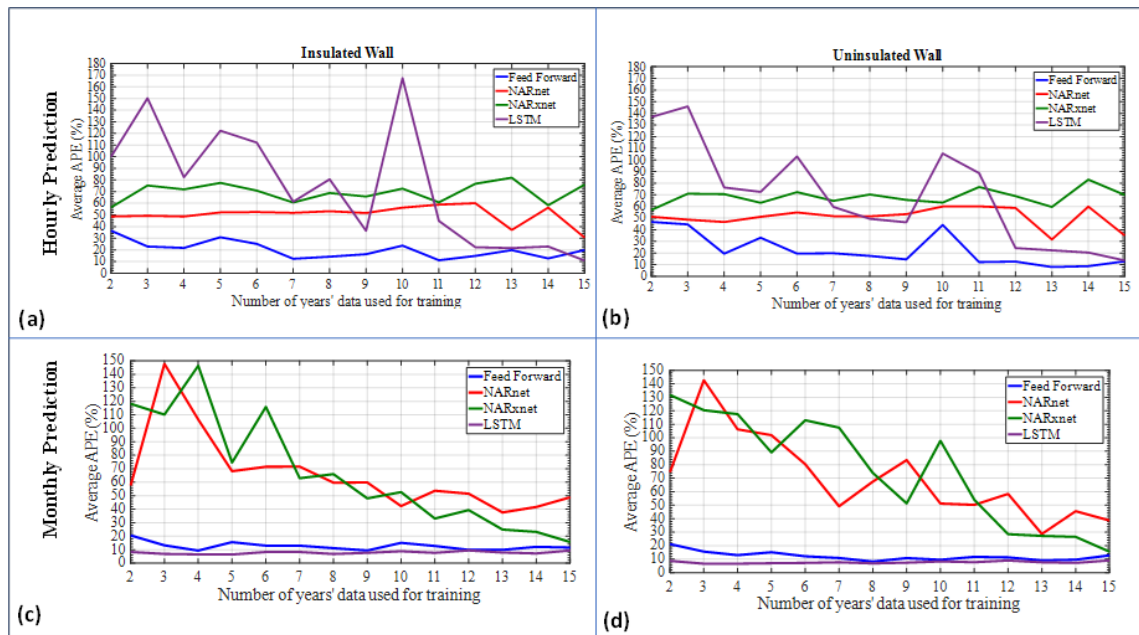 Hourly Prediction
Insulated Wall
Average APE (%)
180
170
160
150
140
130
120
110
100
90
80
70
60
50
40
30
20
10
0
Feed Forward
NARnet
NARxnet
LSTM
2 3 4 5 6 7 8 9 10 11 12 13 14 15
Number of years' data used for training
(a)
Uninsulated Wall
Average APE (%)
180
170
160
150
140
130
120
110
100
90
80
70
60
50
40
30
20
10
0
Feed Forward
NARnet
NARxnet
LSTM
2 3 4 5 6 7 8 9 10 11 12 13 14 15
Number of years' data used for training
(b)
Monthly Prediction
Average APE (%)
150
140
130
120
110
100
90
80
70
60
50
40
30
20
10
0
Feed Forward
NARnet
NARxnet
LSTM
2 3 4 5 6 7 8 9 10 11 12 13 14 15
Number of years' data used for training
(c)
Average APE (%)
150
140
130
120
110
100
90
80
70
60
50
40
30
20
10
0
Feed Forward
NARnet
NARxnet
LSTM
2 3 4 5 6 7 8 9 10 11 12 13 14 15
Number of years' data used for training
(d)